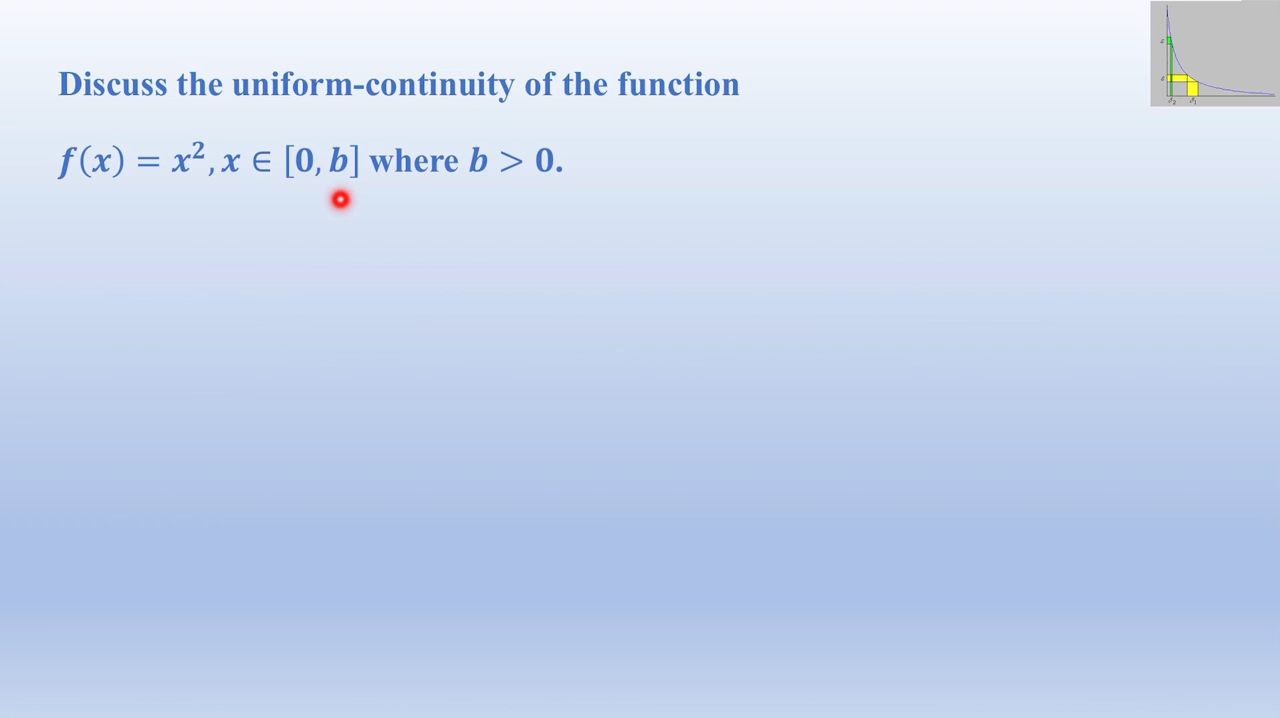 Discuss the uniform-continuity of the function
f(x) = x², x ∈ [0, b] where b > 0.